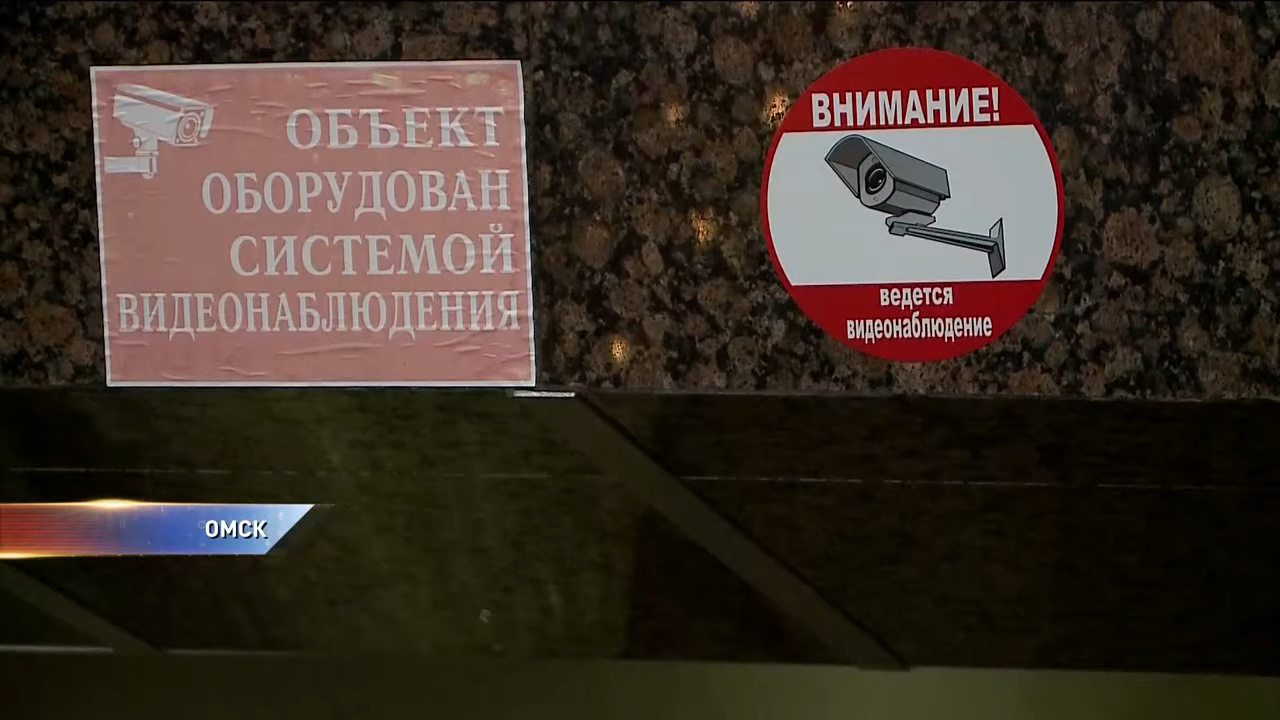 ОБЪЕКТ
ОБОРУДОВАН
СИСТЕМОЙ
ВИДЕОНАБЛЮДЕНИЯ
ВНИМАНИЕ!
ведется
видеонаблюдение
ОМСК